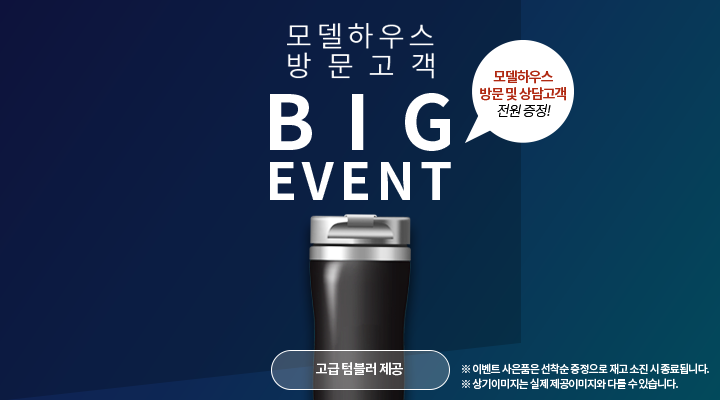 모델하우스
방문고객
BIG
EVENT
모델하우스
방문 및 상담고객
전원 증정!
고급 텀블러 제공
※ 이벤트 사은품은 선착순 증정으로 재고 소진 시 종료됩니다.
※ 상기이미지는 실제 제공이미지와 다를 수 있습니다.